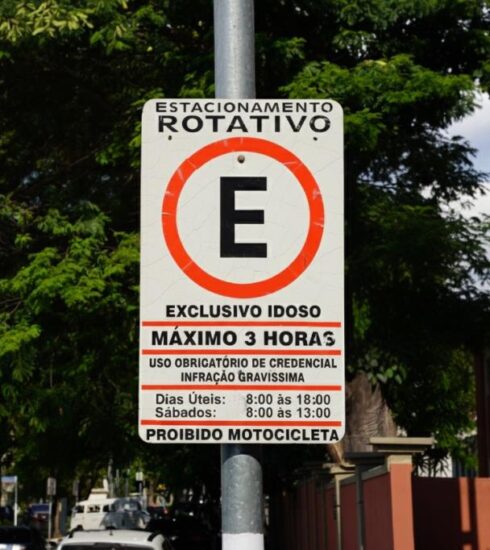 ESTACIONAMENTO
ROTATIVO
E
EXCLUSIVO IDOSO
MÁXIMO 3 HORAS
USO OBRIGATÓRIO DE CREDENCIAL
INFRAÇÃO GRAVÍSSIMA
Dias Úteis: 8:00 às 18:00
Sábados: 8:00 às 13:00
PROIBIDO MOTOCICLETA